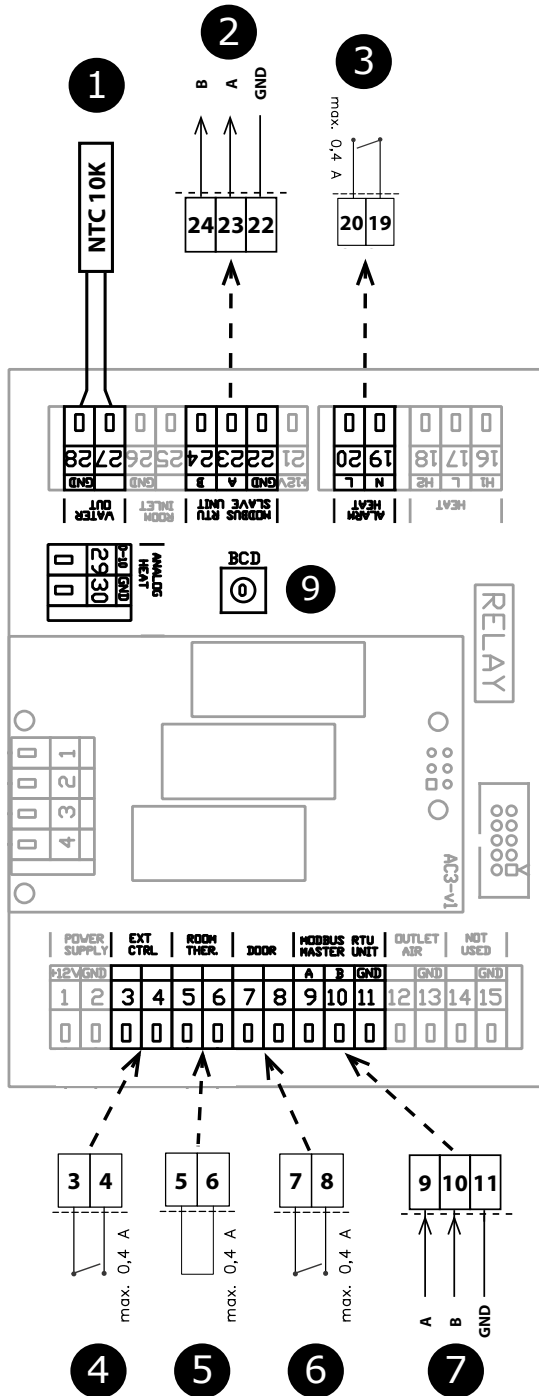 1
2
3
B A GND
24 23 22
max. 0,4 A
20 19
NTC 10K
28 27 26 25 24 23 22 21 20 19 18 17 16
GND GND B A GND +12V L N H2 L H1
WATER OUT
ROOM INLET
MODBUS RTU
SLAVE UNIT
ALARM HEAT
HEAT
29 30
0-10 GND
ANALOG HEAT
BCD
0
9
RELAY
1
2
3
4
AC3-v1
POWER SUPPLY
EXT CTRL
ROOM THER.
DOOR
MODBUS RTU
MASTER UNIT
OUTLET AIR
NOT USED
+12V GND A B GND GND GND
1 2 3 4 5 6 7 8 9 10 11 12 13 14 15
3 4
5 6
7 8
9 10 11
max. 0,4 A
max. 0,4 A
max. 0,4 A
A B GND
4
5
6
7